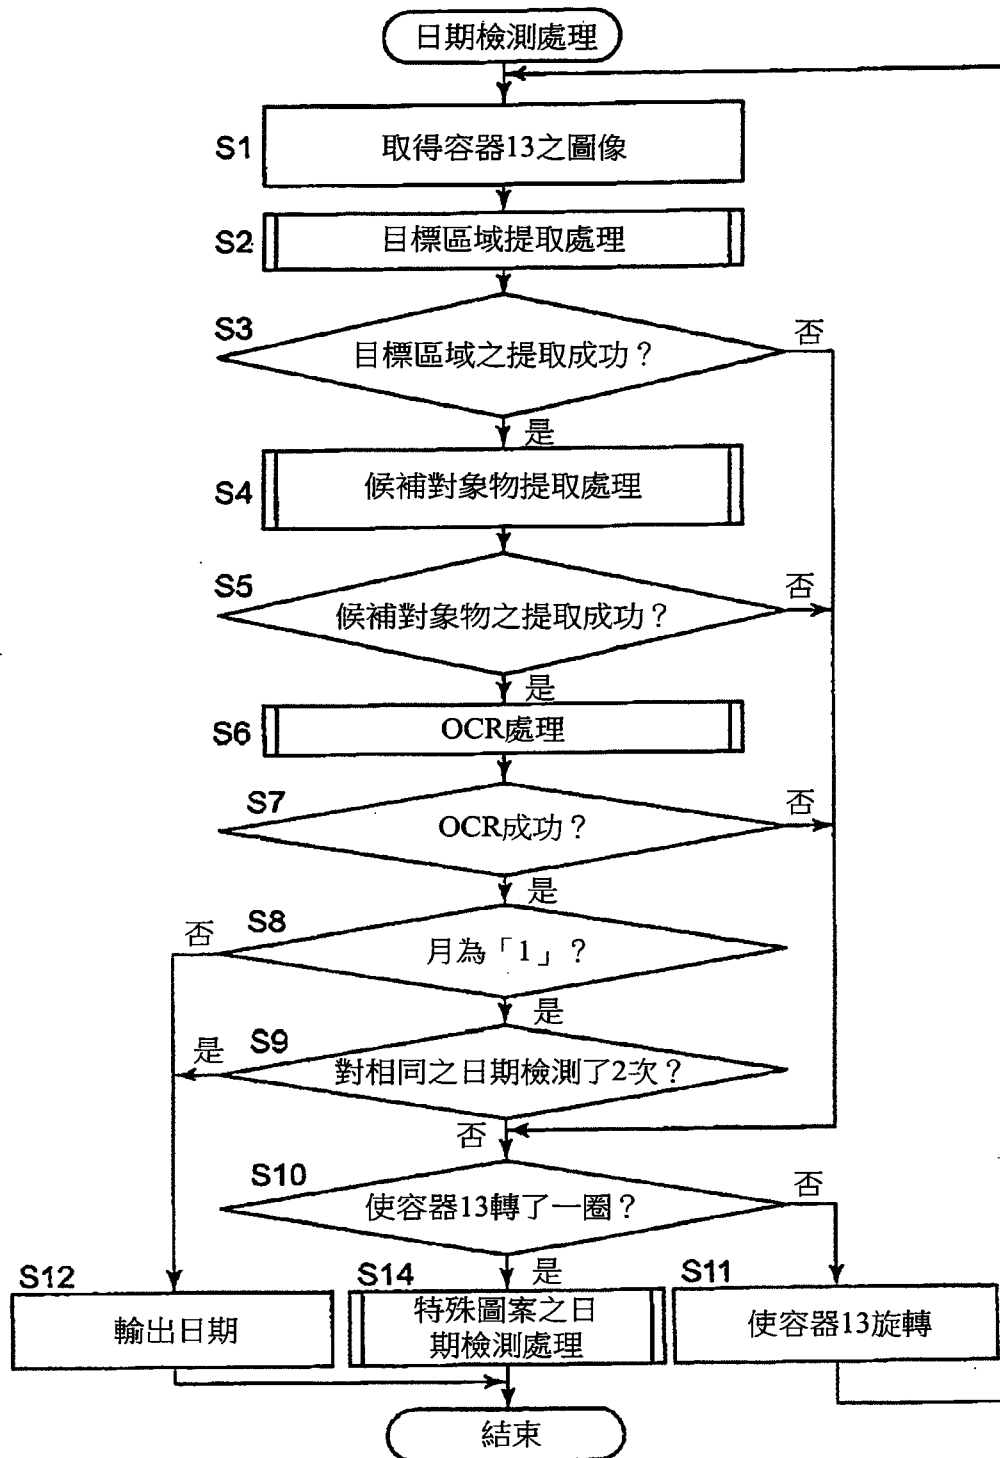 日期檢測處理
S1
取得容器13之圖像
S2
目標區域提取處理
S3
目標區域之提取成功？
否
是
S4
候補對象物提取處理
S5
候補對象物之提取成功？
否
是
S6
OCR處理
S7
OCR成功？
否
是
S8
月為「1」？
否
是
S9
對相同之日期檢測了2次？
是
否
S10
使容器13轉了一圈？
否
是
S12
輸出日期
S14
特殊圖案之日
期檢測處理
S11
使容器13旋轉
結束